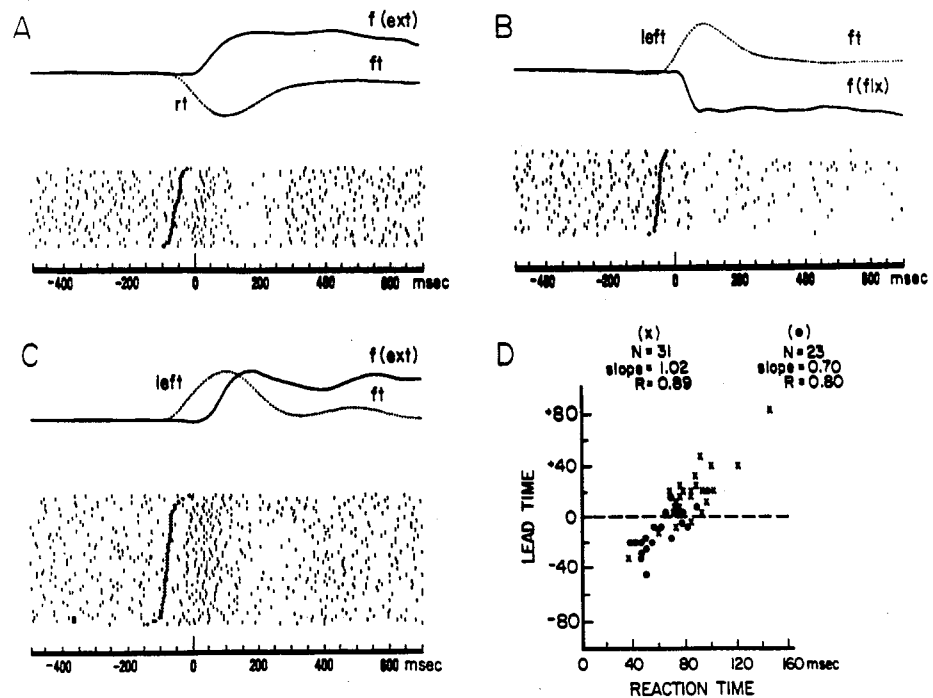 A
f (ext)
ft
rt
-400 -200 0 200 400 600 msec
B
left
ft
f(flx)
-400 -200 0 200 400 600 msec
C
left
f(ext)
ft
-400 -200 0 200 400 600 msec
D
(x) (•)
N = 31 N = 23
slope = 1.02 slope = 0.70
R = 0.89 R = 0.80
LEAD TIME
+80
+40
0
-40
-80
0 40 80 120 160 msec
REACTION TIME